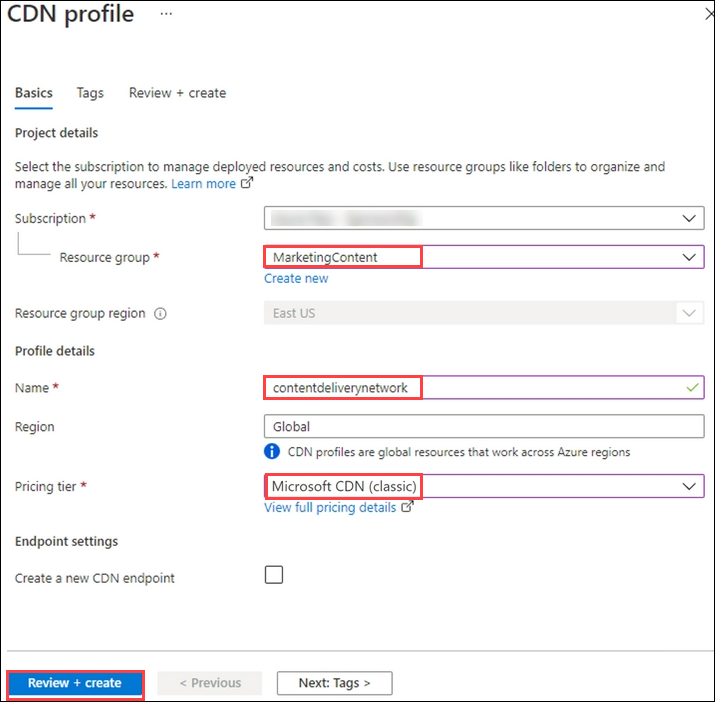 CDN profile ...
Basics Tags Review + create
Project details
Select the subscription to manage deployed resources and costs. Use resource groups like folders to organize and
manage all your resources. Learn more
Subscription *
Resource group * MarketingContent
Create new
Resource group region East US
Profile details
Name * contentdeliverynetwork
Region Global
CDN profiles are global resources that work across Azure regions
Pricing tier * Microsoft CDN (classic)
View full pricing details
Endpoint settings
Create a new CDN endpoint
Review + create < Previous Next: Tags >